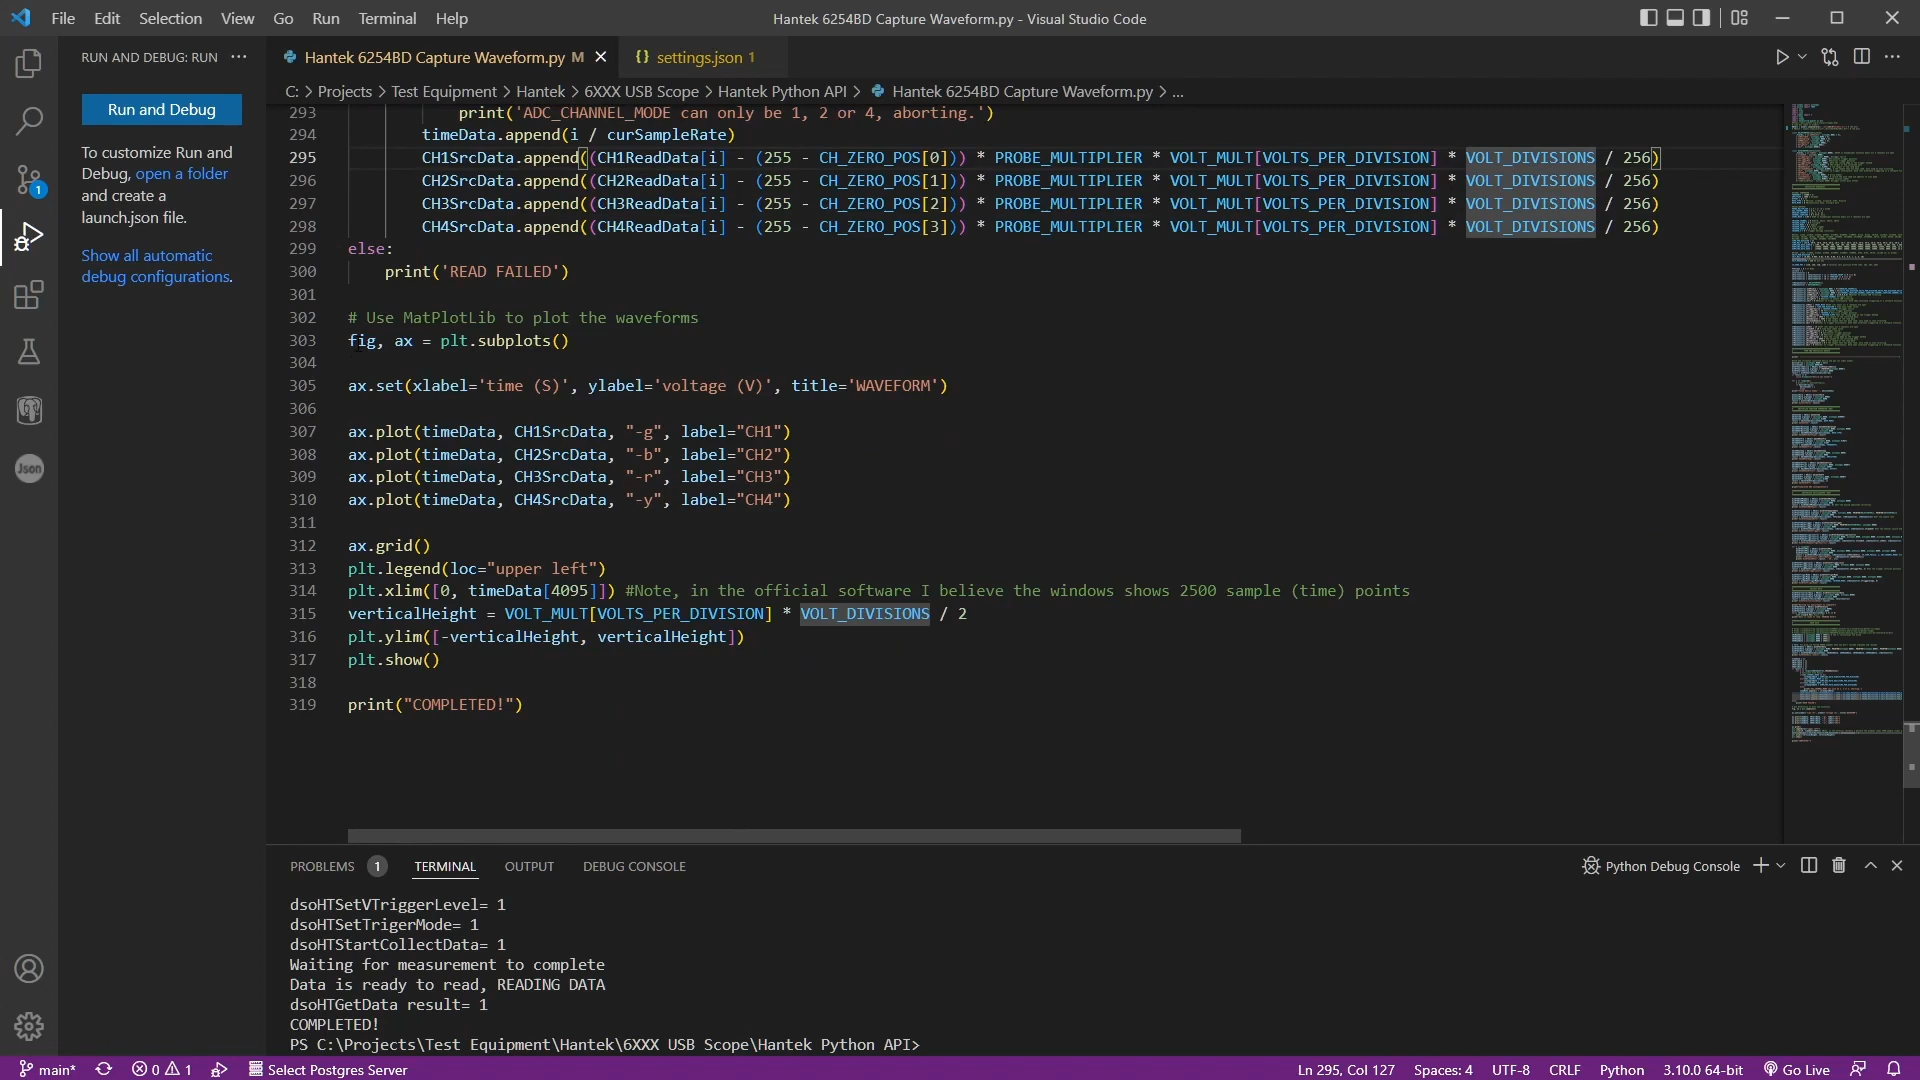 File Edit Selection View Go Run Terminal Help
Hantek 6254BD Capture Waveform.py - Visual Studio Code
RUN AND DEBUG: RUN ···
Hantek 6254BD Capture Waveform.py M
{} settings.json 1
C: > Projects > Test Equipment > Hantek > 6XXX USB Scope > Hantek Python API > Hantek 6254BD Capture Waveform.py > ...
Run and Debug
To customize Run and
Debug, open a folder
and create a
launch.json file.
Show all automatic
debug configurations.
1
Json
293 print('ADC_CHANNEL_MODE can only be 1, 2 or 4, aborting.')
294 timeData.append(i / curSampleRate)
295 CH1SrcData.append((CH1ReadData[i] - (255 - CH_ZERO_POS[0])) * PROBE_MULTIPLIER * VOLT_MULT[VOLTS_PER_DIVISION] * VOLT_DIVISIONS / 256)
296 CH2SrcData.append((CH2ReadData[i] - (255 - CH_ZERO_POS[1])) * PROBE_MULTIPLIER * VOLT_MULT[VOLTS_PER_DIVISION] * VOLT_DIVISIONS / 256)
297 CH3SrcData.append((CH3ReadData[i] - (255 - CH_ZERO_POS[2])) * PROBE_MULTIPLIER * VOLT_MULT[VOLTS_PER_DIVISION] * VOLT_DIVISIONS / 256)
298 CH4SrcData.append((CH4ReadData[i] - (255 - CH_ZERO_POS[3])) * PROBE_MULTIPLIER * VOLT_MULT[VOLTS_PER_DIVISION] * VOLT_DIVISIONS / 256)
299 else:
300 print('READ FAILED')
301
302 # Use MatPlotLib to plot the waveforms
303 fig, ax = plt.subplots()
304
305 ax.set(xlabel='time (S)', ylabel='voltage (V)', title='WAVEFORM')
306
307 ax.plot(timeData, CH1SrcData, "-g", label="CH1")
308 ax.plot(timeData, CH2SrcData, "-b", label="CH2")
309 ax.plot(timeData, CH3SrcData, "-r", label="CH3")
310 ax.plot(timeData, CH4SrcData, "-y", label="CH4")
311
312 ax.grid()
313 plt.legend(loc="upper left")
314 plt.xlim([0, timeData[4095]]) #Note, in the official software I believe the windows shows 2500 sample (time) points
315 verticalHeight = VOLT_MULT[VOLTS_PER_DIVISION] * VOLT_DIVISIONS / 2
316 plt.ylim([-verticalHeight, verticalHeight])
317 plt.show()
318
319 print("COMPLETED!")
PROBLEMS 1 TERMINAL OUTPUT DEBUG CONSOLE
Python Debug Console
dsoHTSetVTriggerLevel= 1
dsoHTSetTrigerMode= 1
dsoHTStartCollectData= 1
Waiting for measurement to complete
Data is ready to read, READING DATA
dsoHTGetData result= 1
COMPLETED!
PS C:\Projects\Test Equipment\Hantek\6XXX USB Scope\Hantek Python API>
main* 0 1 Select Postgres Server
Ln 295, Col 127 Spaces: 4 UTF-8 CRLF Python 3.10.0 64-bit Go Live